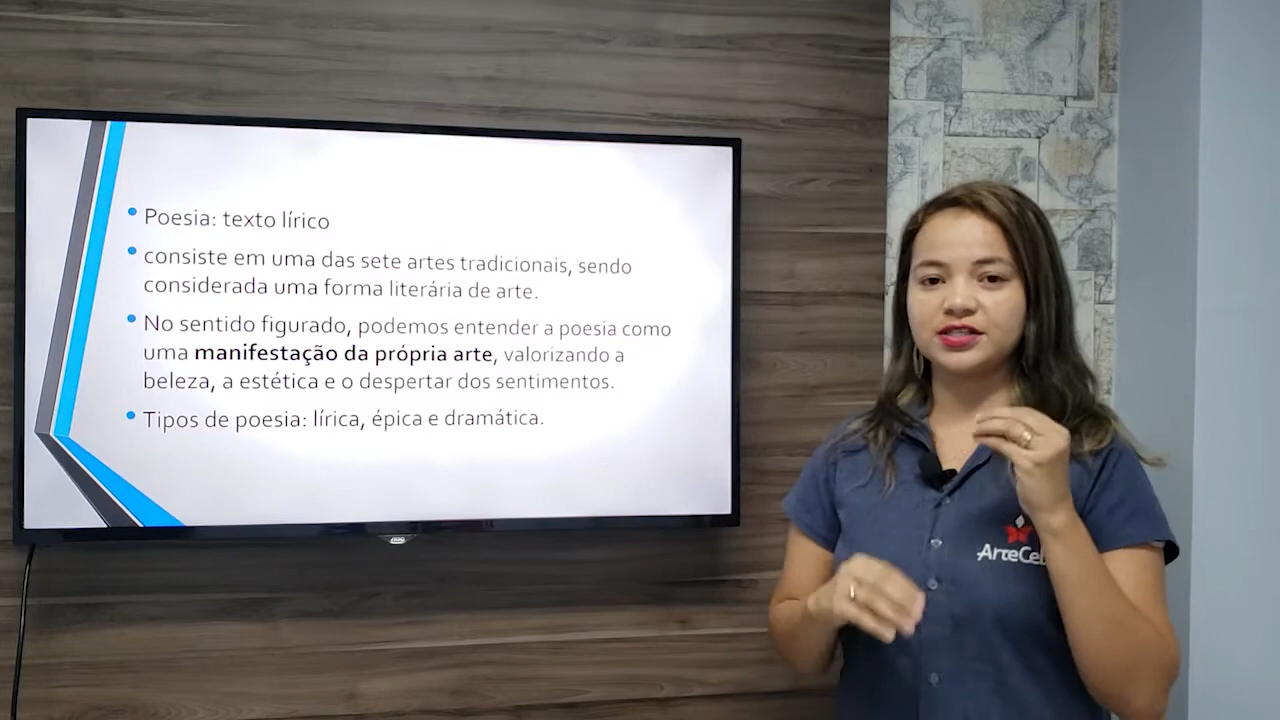 Poesia: texto lírico
consiste em uma das sete artes tradicionais, sendo
considerada uma forma literária de arte.
No sentido figurado, podemos entender a poesia como
uma manifestação da própria arte, valorizando a
beleza, a estética e o despertar dos sentimentos.
Tipos de poesia: lírica, épica e dramática.